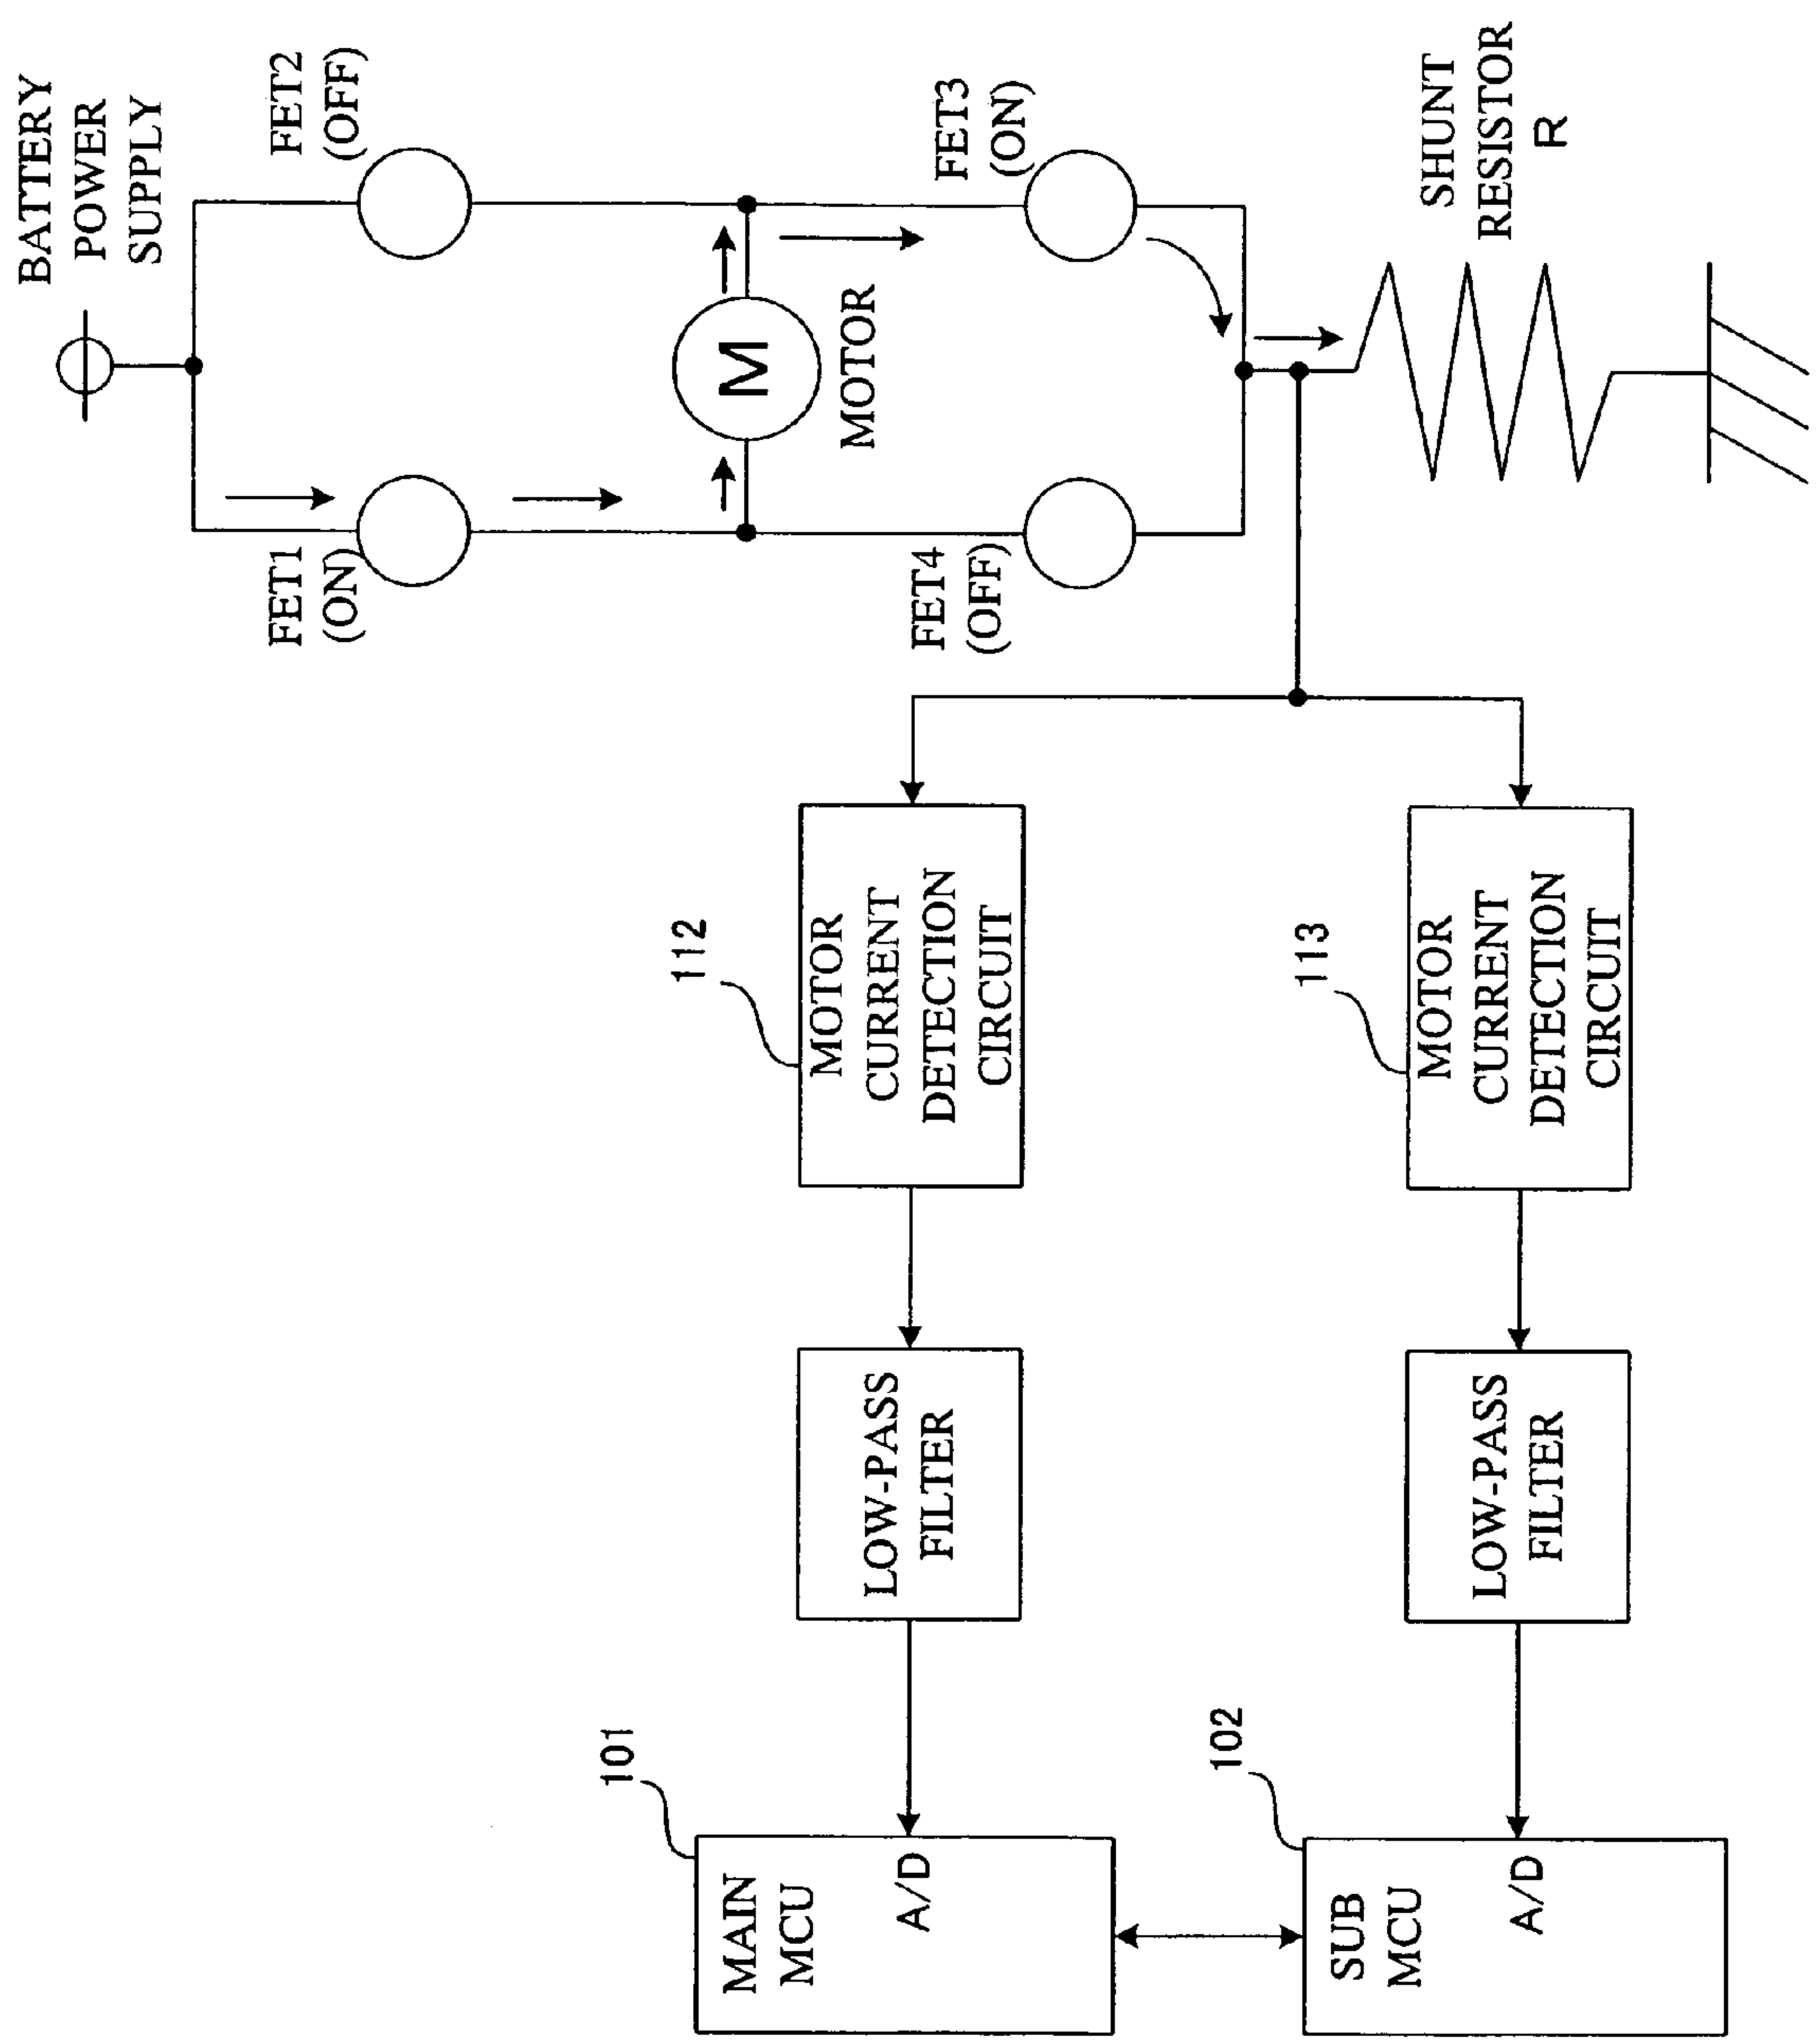 BATTERY
POWER
SUPPLY
FET1
(ON)
FET2
(OFF)
M
MOTOR
FET4
(OFF)
FET3
(ON)
SHUNT
RESISTOR
R
112
MOTOR
CURRENT
DETECTION
CIRCUIT
113
MOTOR
CURRENT
DETECTION
CIRCUIT
LOW-PASS
FILTER
LOW-PASS
FILTER
101
MAIN
MCU
A/D
102
SUB
MCU
A/D